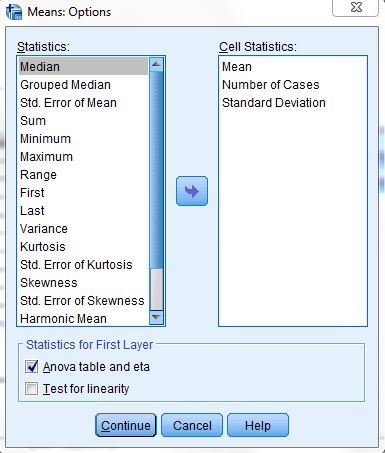 Means: Options
Statistics:
Median
Grouped Median
Std. Error of Mean
Sum
Minimum
Maximum
Range
First
Last
Variance
Kurtosis
Std. Error of Kurtosis
Skewness
Std. Error of Skewness
Harmonic Mean
Cell Statistics:
Mean
Number of Cases
Standard Deviation
Statistics for First Layer
Anova table and eta
Test for linearity
Continue Cancel Help